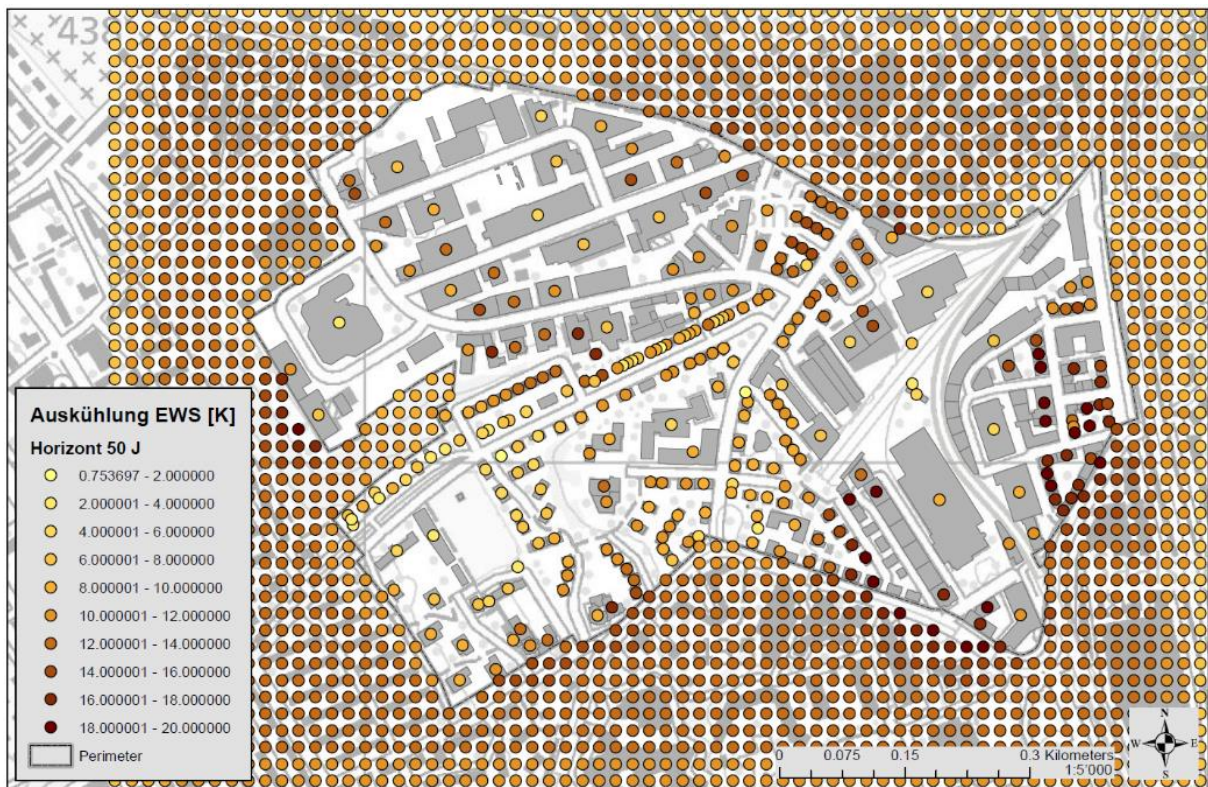 438
Auskühlung EWS [K]
Horizont 50 J
0.753697 - 2.000000
2.000001 - 4.000000
4.000001 - 6.000000
6.000001 - 8.000000
8.000001 - 10.000000
10.000001 - 12.000000
12.000001 - 14.000000
14.000001 - 16.000000
16.000001 - 18.000000
18.000001 - 20.000000
Perimeter
0 0.075 0.15 0.3 Kilometers
1:5'000
N
W E
S